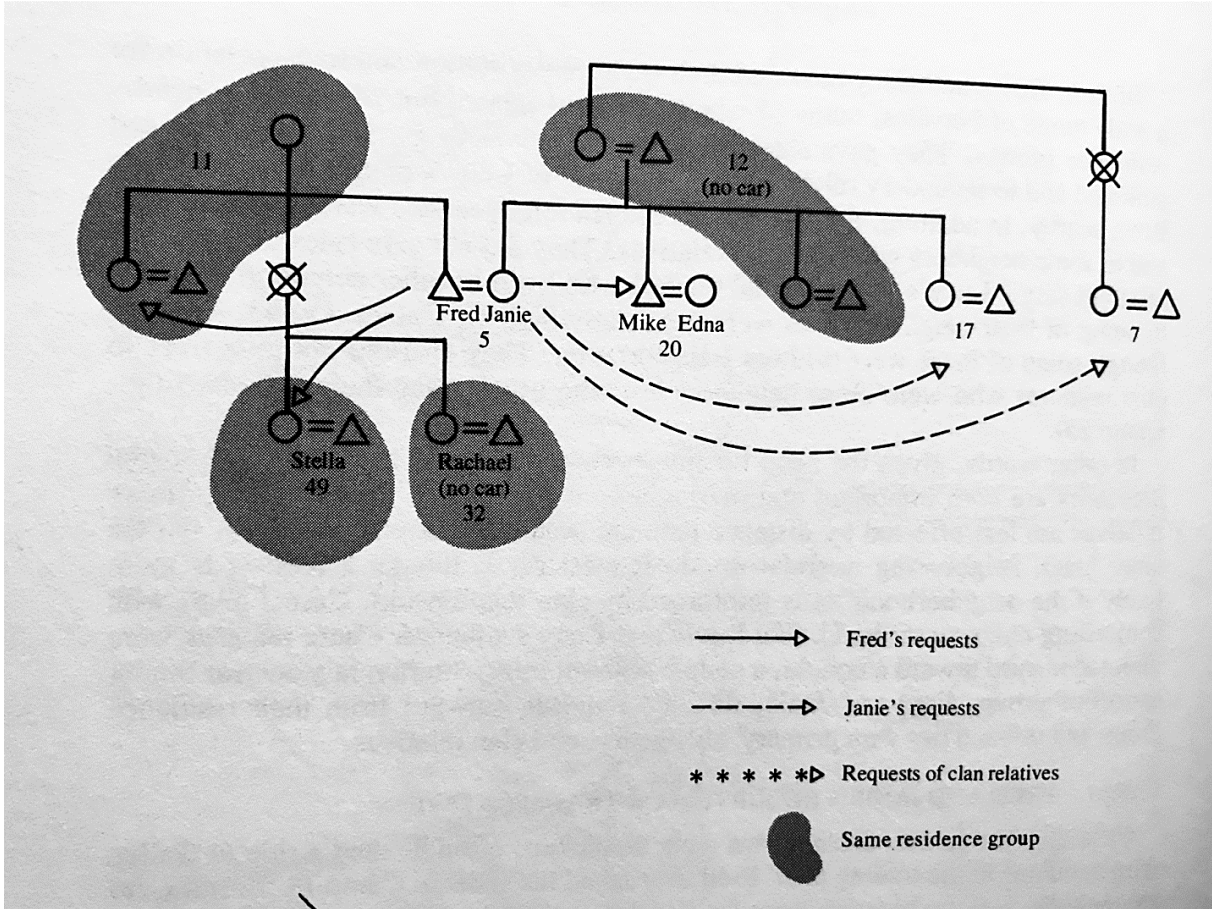 11
12
(no car)
Fred Janie
5
Mike Edna
20
17
7
Stella
49
Rachael
(no car)
32
Fred's requests
Janie's requests
Requests of clan relatives
Same residence group